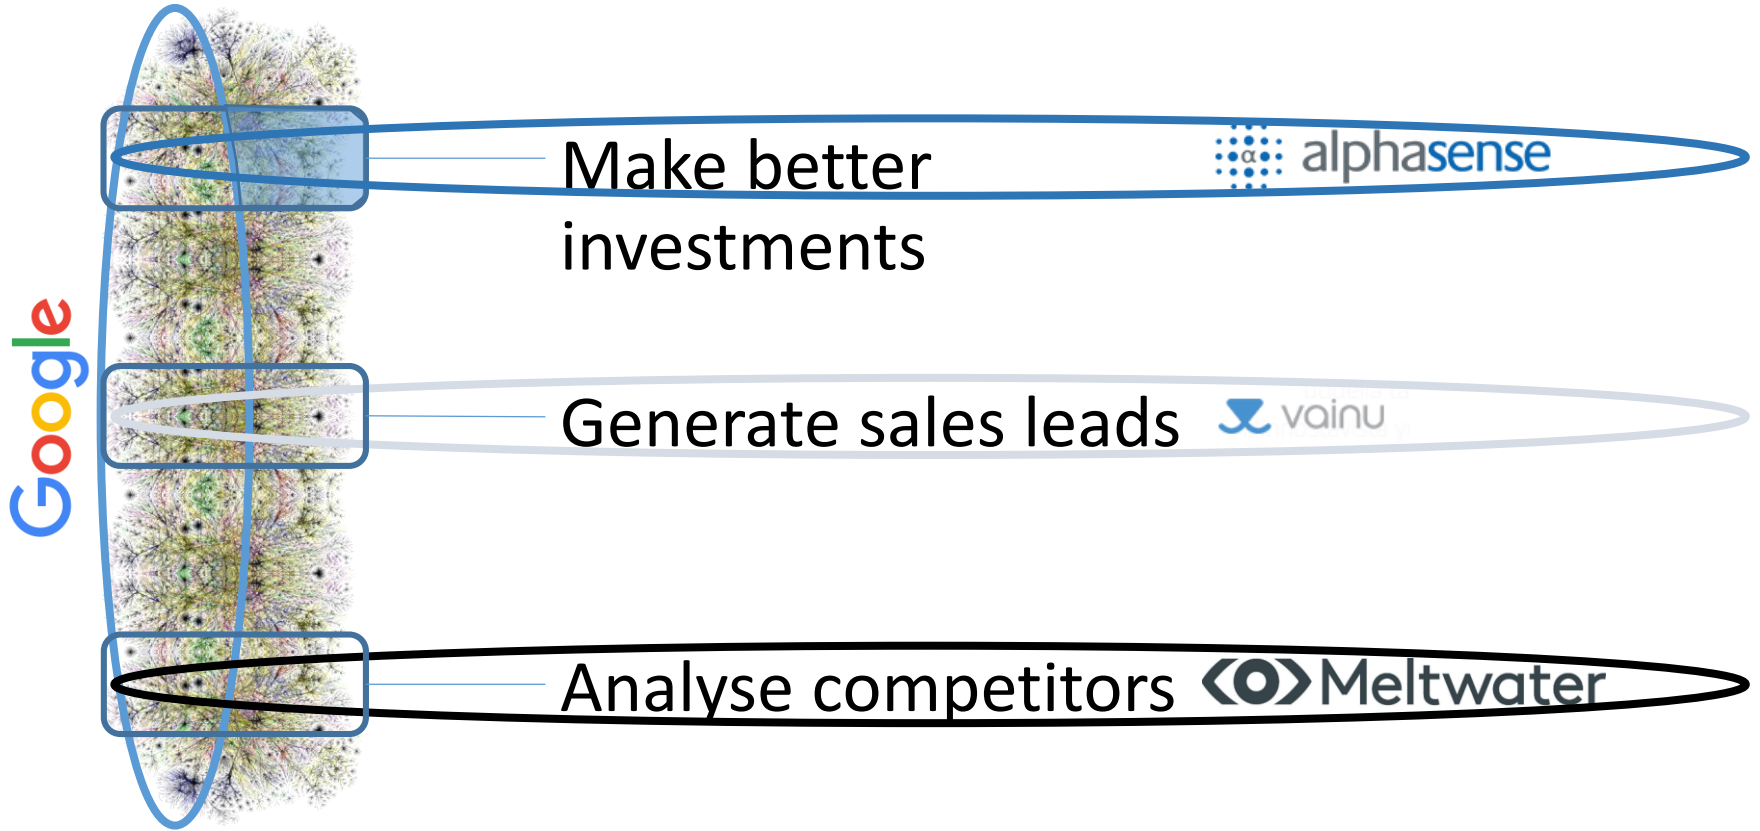 Google
Make better
investments
α
alphasense
Generate sales leads
vainu
Analyse competitors
Meltwater